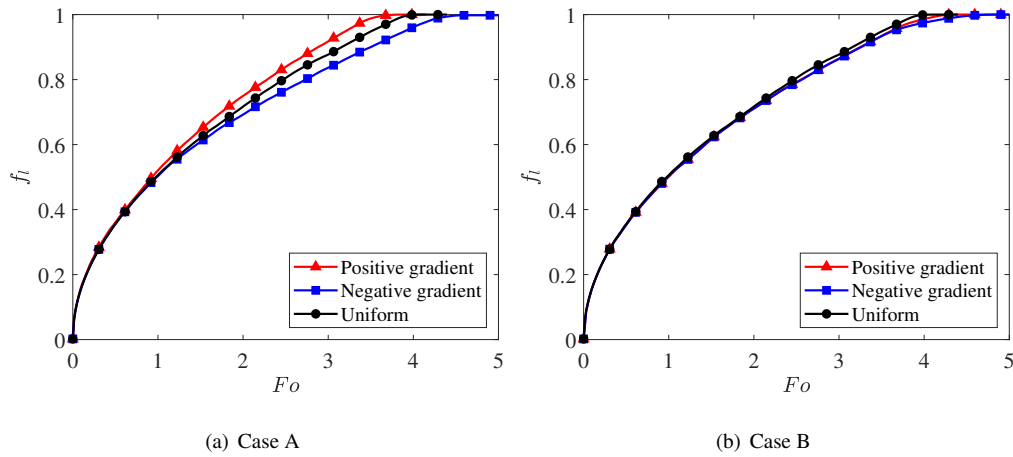 1
0.8
0.6
0.4
0.2
0
f_l
0 1 2 3 4 5
Fo
Positive gradient
Negative gradient
Uniform
(a) Case A
1
0.8
0.6
0.4
0.2
0
f_l
0 1 2 3 4 5
Fo
Positive gradient
Negative gradient
Uniform
(b) Case B